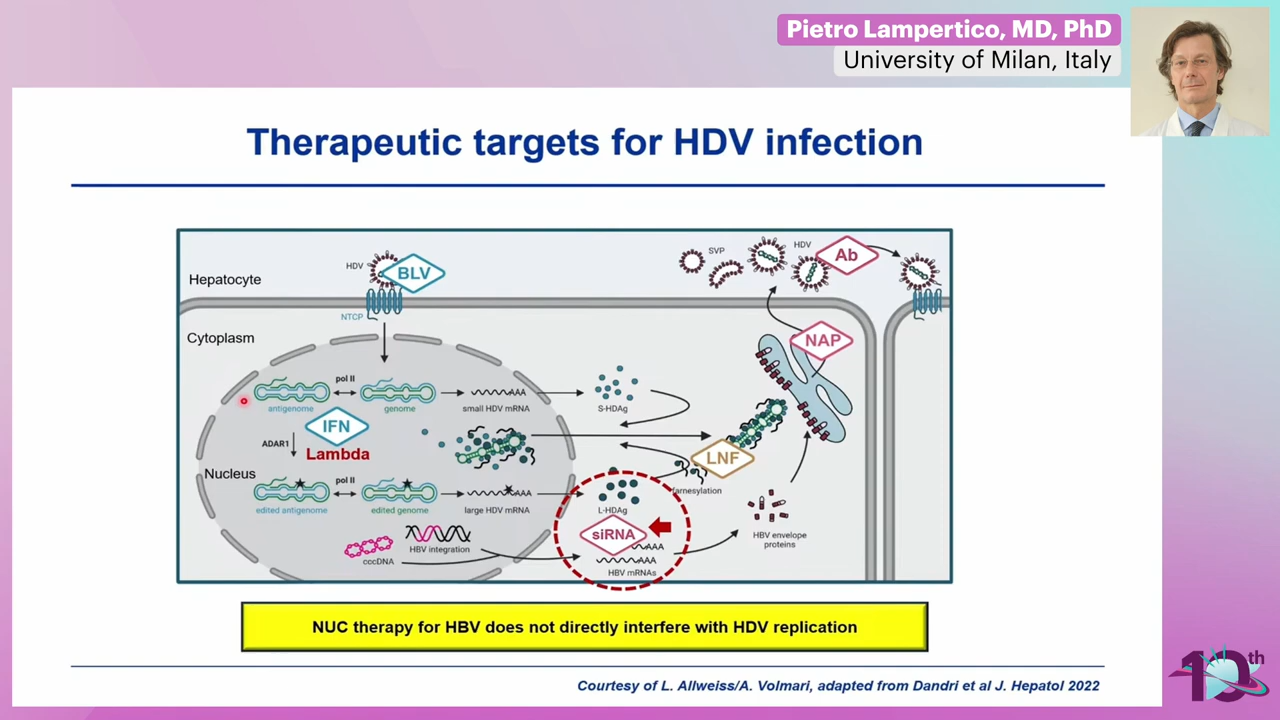 Pietro Lampertico, MD, PhD
University of Milan, Italy
Therapeutic targets for HDV infection
Hepatocyte
HDV
BLV
NTCP
SVP
HDV
Ab
Cytoplasm
NAP
pol II
antigenome
genome
small HDV mRNA
S-HDAg
IFN
Lambda
ADAR1
LNF
farnesylation
Nucleus
pol II
edited antigenome
edited genome
large HDV mRNA
AAA
AAA
L-HDAg
siRNA
AAA
AAA
HBV mRNAs
HBV envelope
proteins
cccDNA
HBV integration
NUC therapy for HBV does not directly interfere with HDV replication
Courtesy of L. Allweiss/A. Volmari, adapted from Dandri et al J. Hepatol 2022
10th